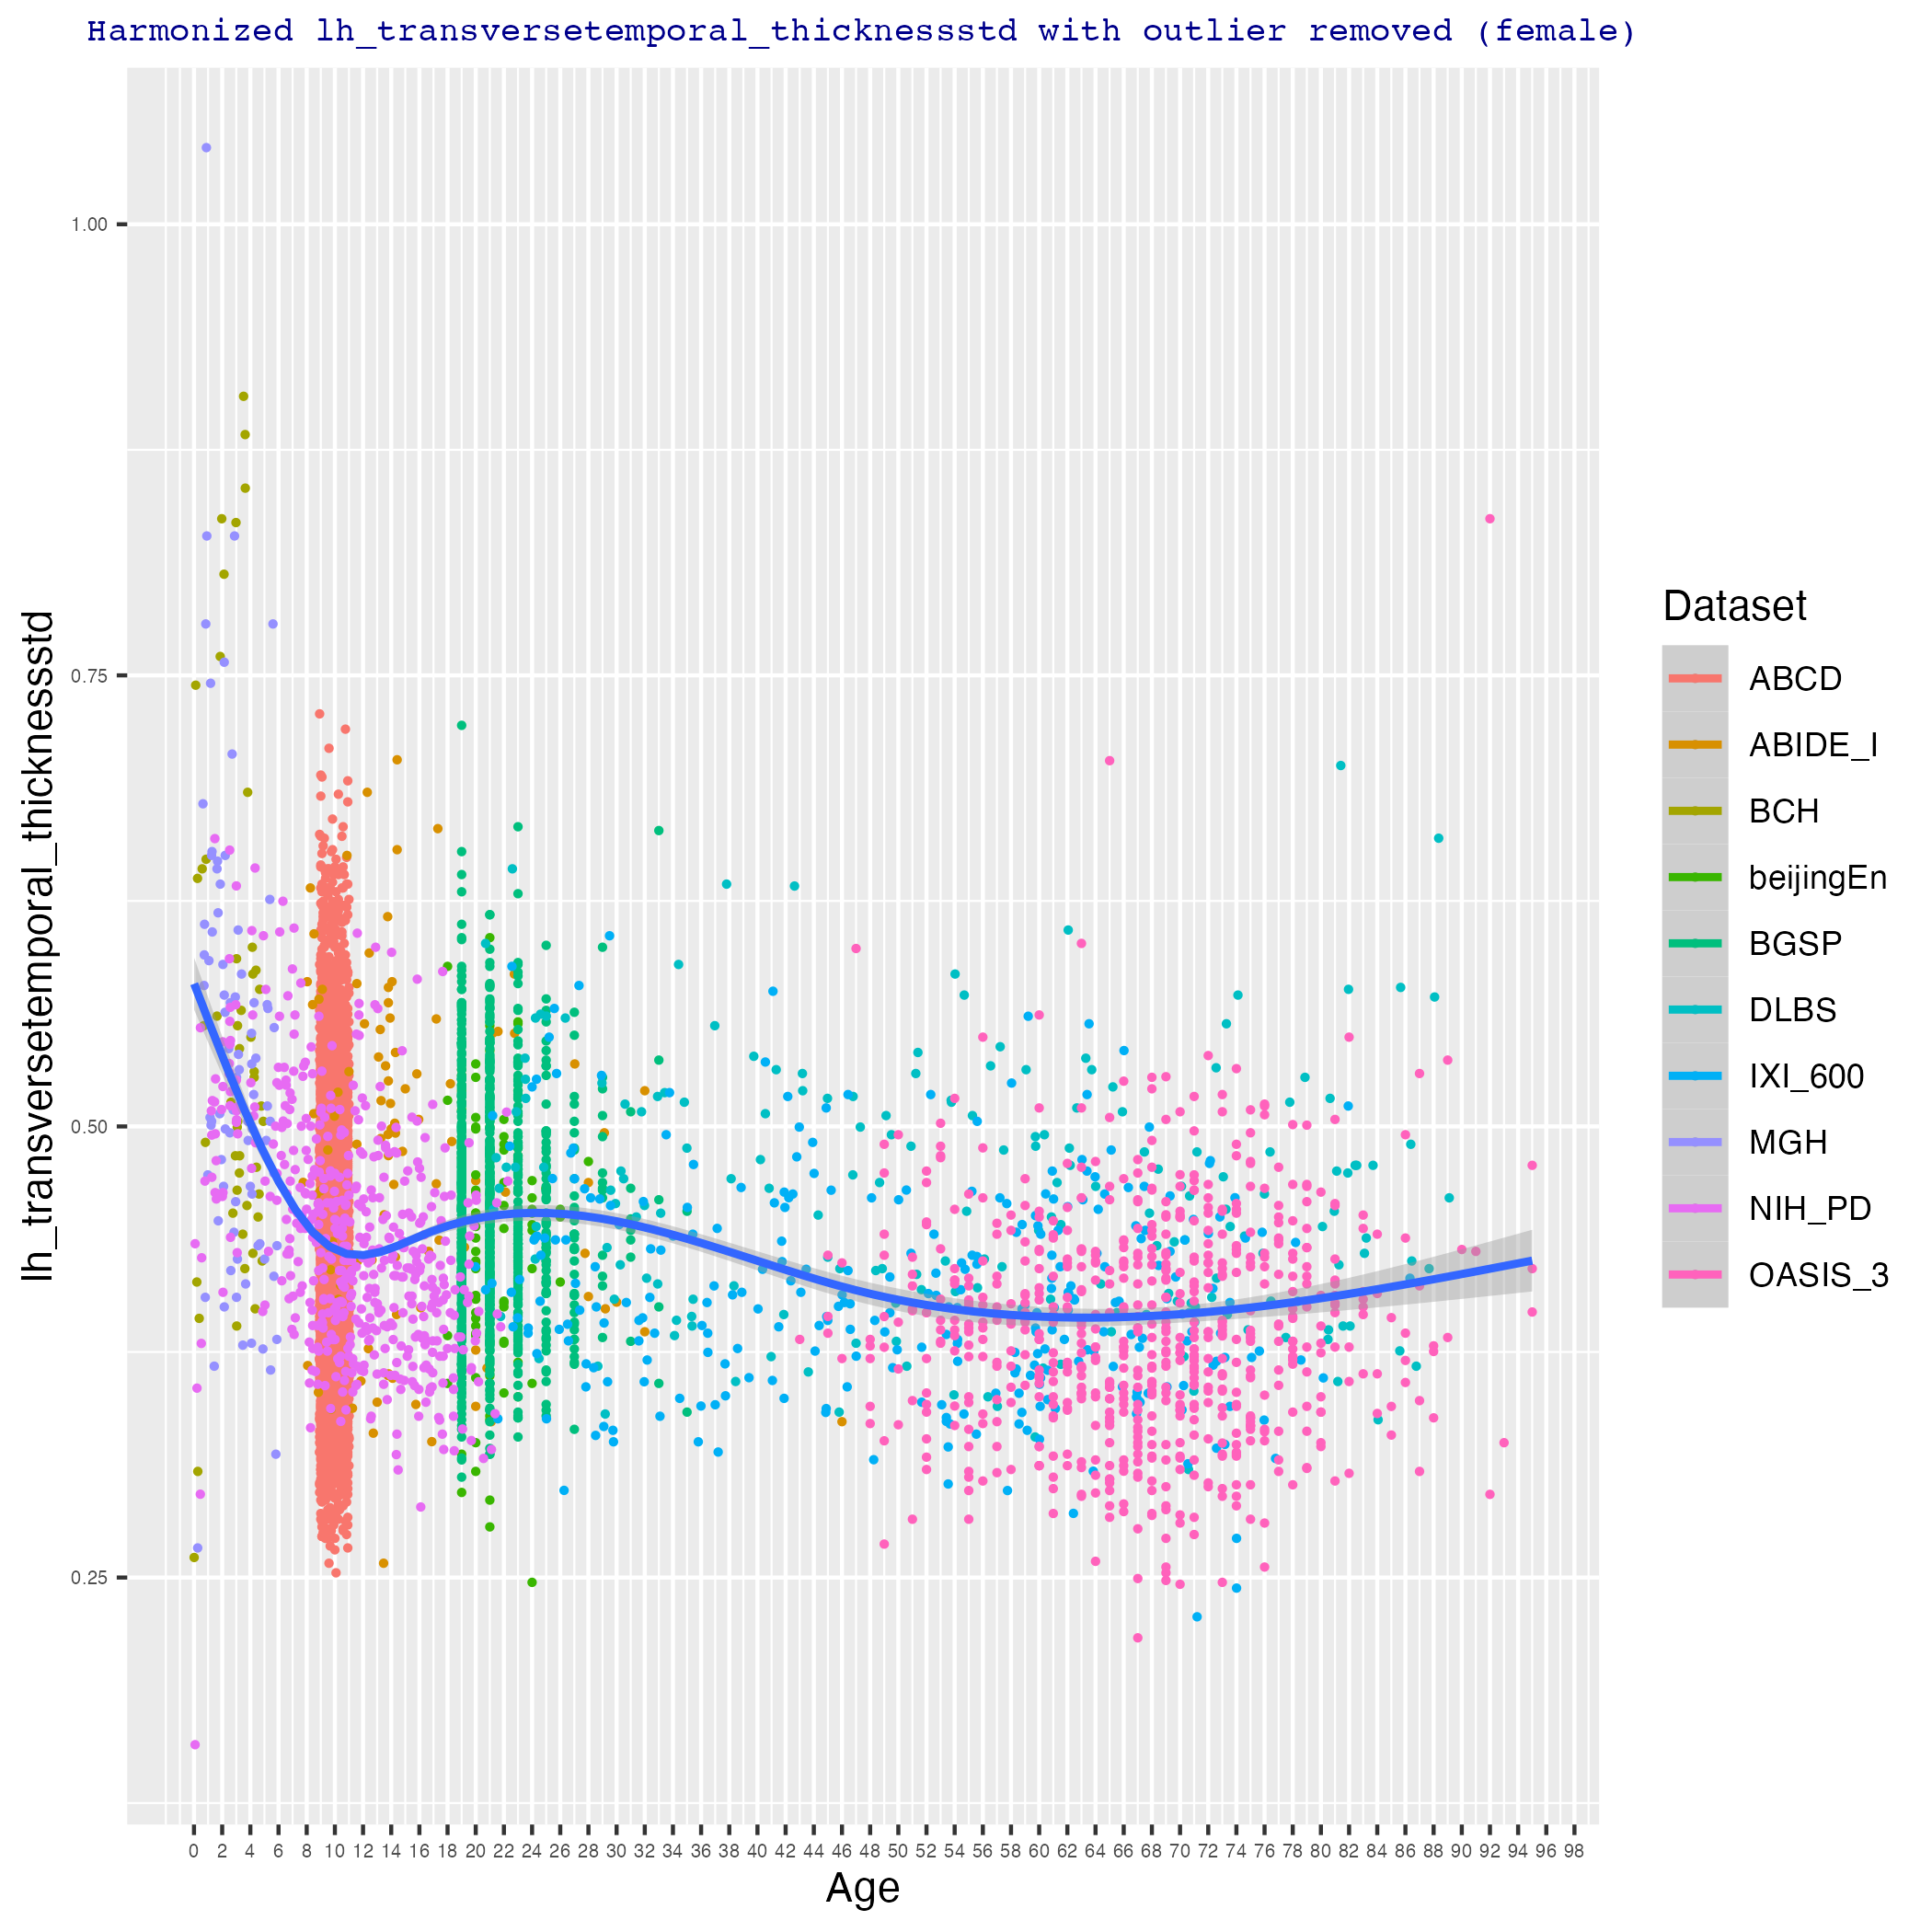 Harmonized lh_transversetemporal_thicknessstd with outlier removed (female)
lh_transversetemporal_thicknessstd
1.00
0.75
0.50
0.25
0 2 4 6 8 10 12 14 16 18 20 22 24 26 28 30 32 34 36 38 40 42 44 46 48 50 52 54 56 58 60 62 64 66 68 70 72 74 76 78 80 82 84 86 88 90 92 94 96 98
Age
Dataset
ABCD
ABIDE_I
BCH
beijingEn
BGSP
DLBS
IXI_600
MGH
NIH_PD
OASIS_3